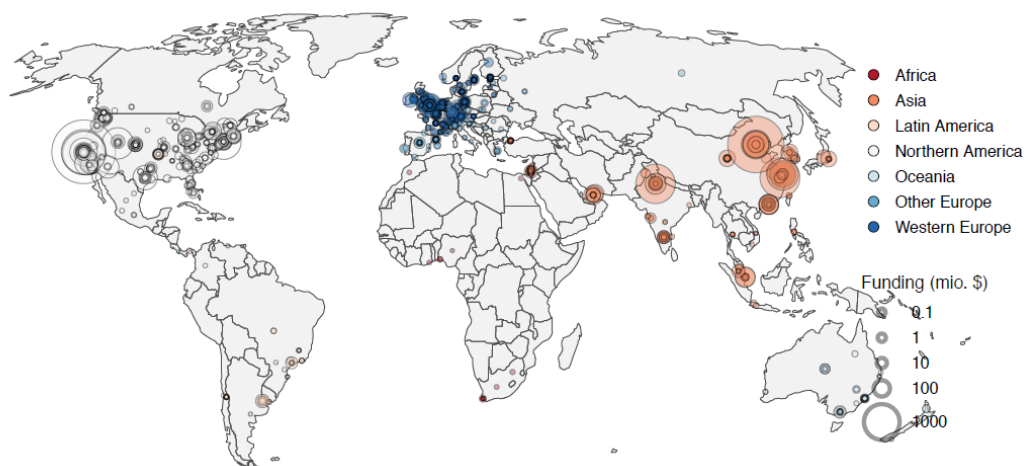 Africa
Asia
Latin America
Northern America
Oceania
Other Europe
Western Europe
Funding (mio. $)
0.1
1
10
100
1000